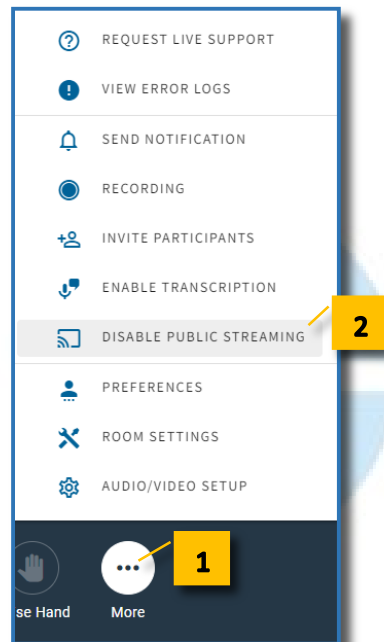 REQUEST LIVE SUPPORT
VIEW ERROR LOGS
SEND NOTIFICATION
RECORDING
INVITE PARTICIPANTS
ENABLE TRANSCRIPTION
DISABLE PUBLIC STREAMING
2
PREFERENCES
ROOM SETTINGS
AUDIO/VIDEO SETUP
1
se Hand More